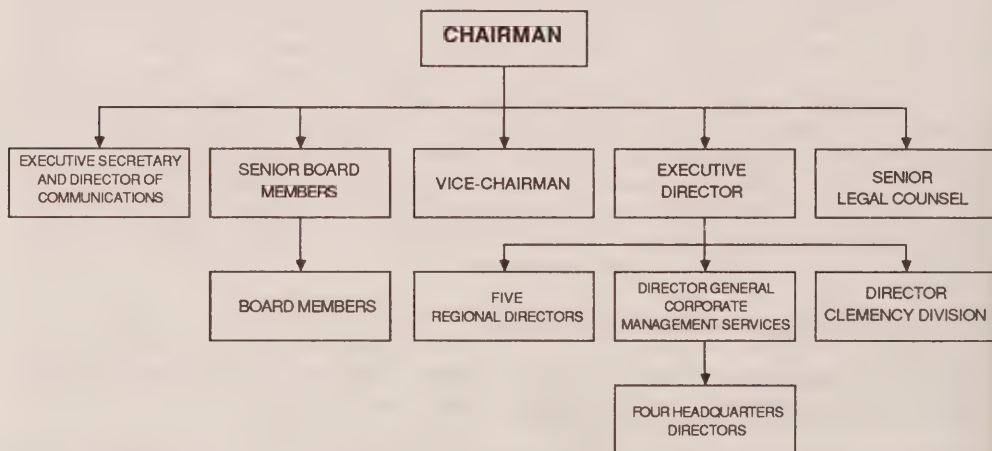 CHAIRMAN
EXECUTIVE SECRETARY
AND DIRECTOR OF
COMMUNICATIONS
SENIOR BOARD
MEMBERS
VICE-CHAIRMAN
EXECUTIVE
DIRECTOR
SENIOR
LEGAL COUNSEL
BOARD MEMBERS
FIVE
REGIONAL DIRECTORS
DIRECTOR GENERAL
CORPORATE
MANAGEMENT SERVICES
DIRECTOR
CLEMENCY DIVISION
FOUR HEADQUARTERS
DIRECTORS